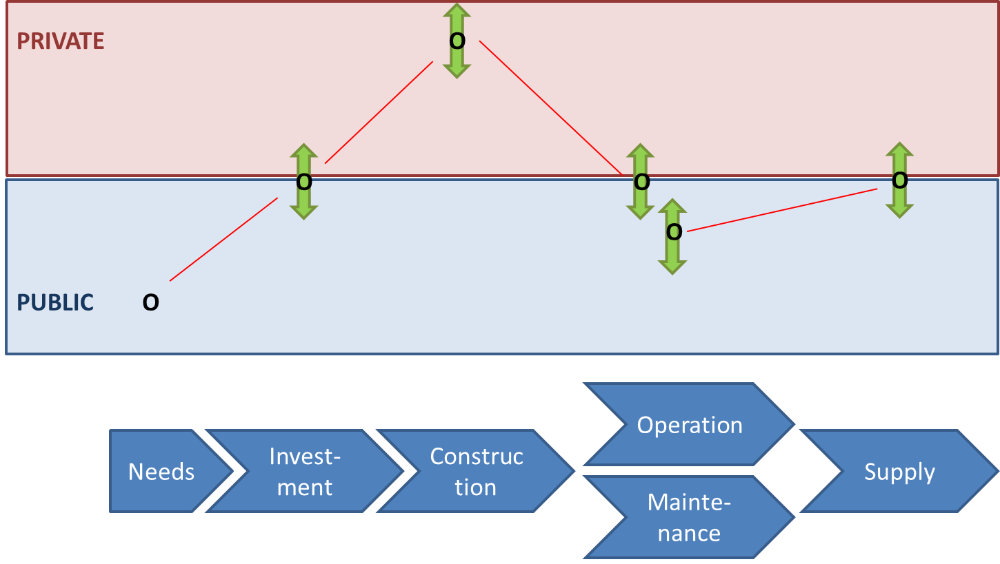 PRIVATE
O
O
O
O
O
PUBLIC
O
Needs
Invest-
ment
Construc
tion
Operation
Mainte-
nance
Supply